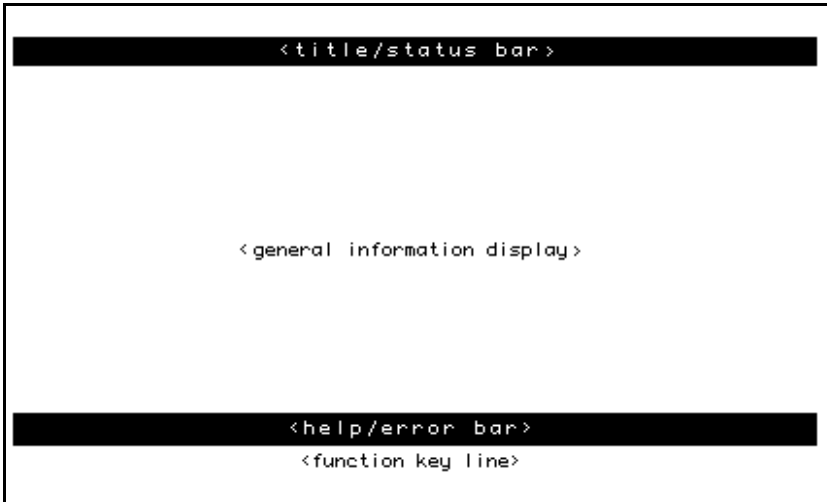 <title/status bar>
<general information display>
<help/error bar>
<function key line>